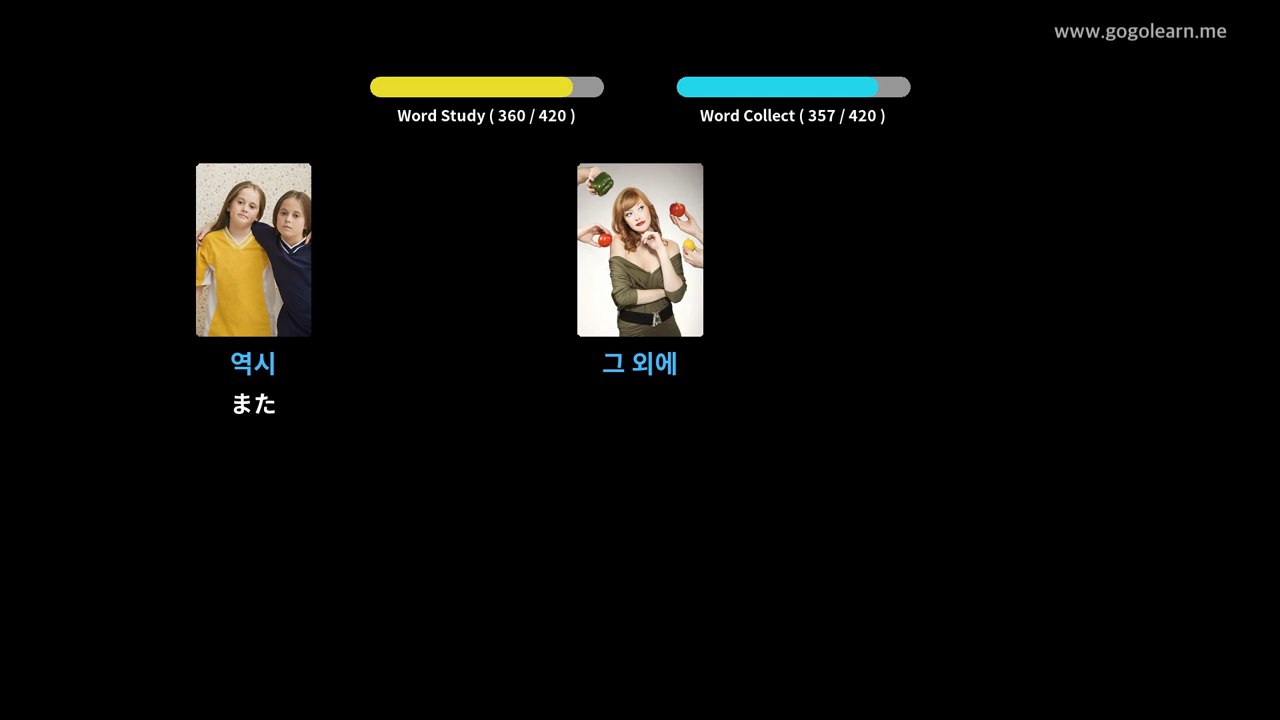 www.gogolearn.me
Word Study ( 360 / 420 )
Word Collect ( 357 / 420 )
역시
また
그 외에